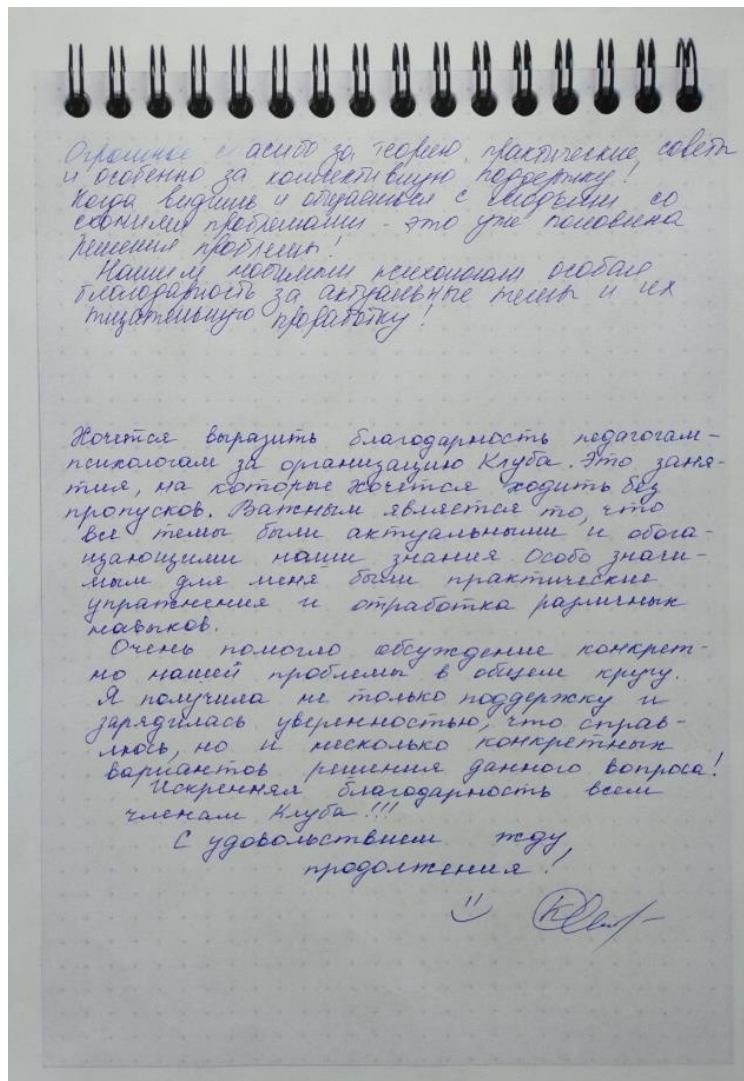 Огромное спасибо за теорию, практические советы
и особенно за коллективную поддержку!
Когда видишь и общаешься с людьми со
схожими проблемами - это уже половина
решения проблемы!
Нашим любимым психологам особая
благодарность за актуальные темы и их
тщательную проработку!
Хочется выразить благодарность педагогам-
психологам за организацию Клуба. Это заня-
тия, на которые хочется ходить без
пропусков. Важным является то, что
все темы были актуальными и обога-
щающими наши знания. Особо значи-
мым для меня были практические
упражнения и отработка различных
навыков.
Очень помогло обсуждение конкрет-
но нашей проблемы в общем кругу.
Я получила не только поддержку и
зарядилась уверенностью, что справ-
люсь, но и несколько конкретных
вариантов решения данного вопроса!
Искренняя благодарность всем
членам Клуба!!!
С удовольствием жду
продолжения!